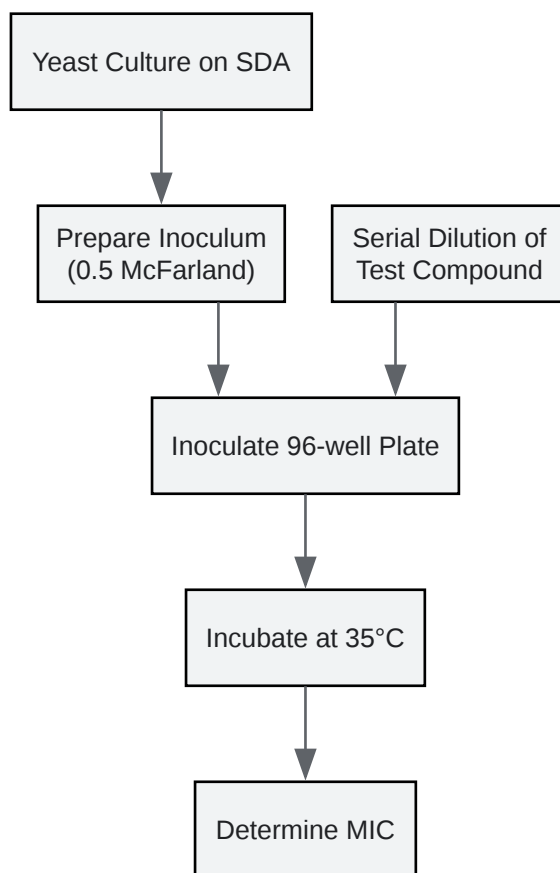 Yeast Culture on SDA
Prepare Inoculum
(0.5 McFarland)
Serial Dilution of
Test Compound
Inoculate 96-well Plate
Incubate at 35°C
Determine MIC